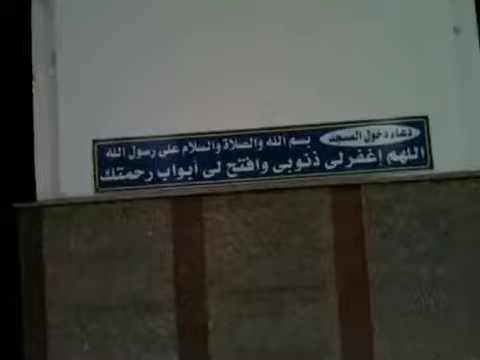 دعاء دخول المسجد
بسم الله والصلاة والسلام على رسول الله
اللهم إغفرلى ذنوبى وافتح لى أبواب رحمتك